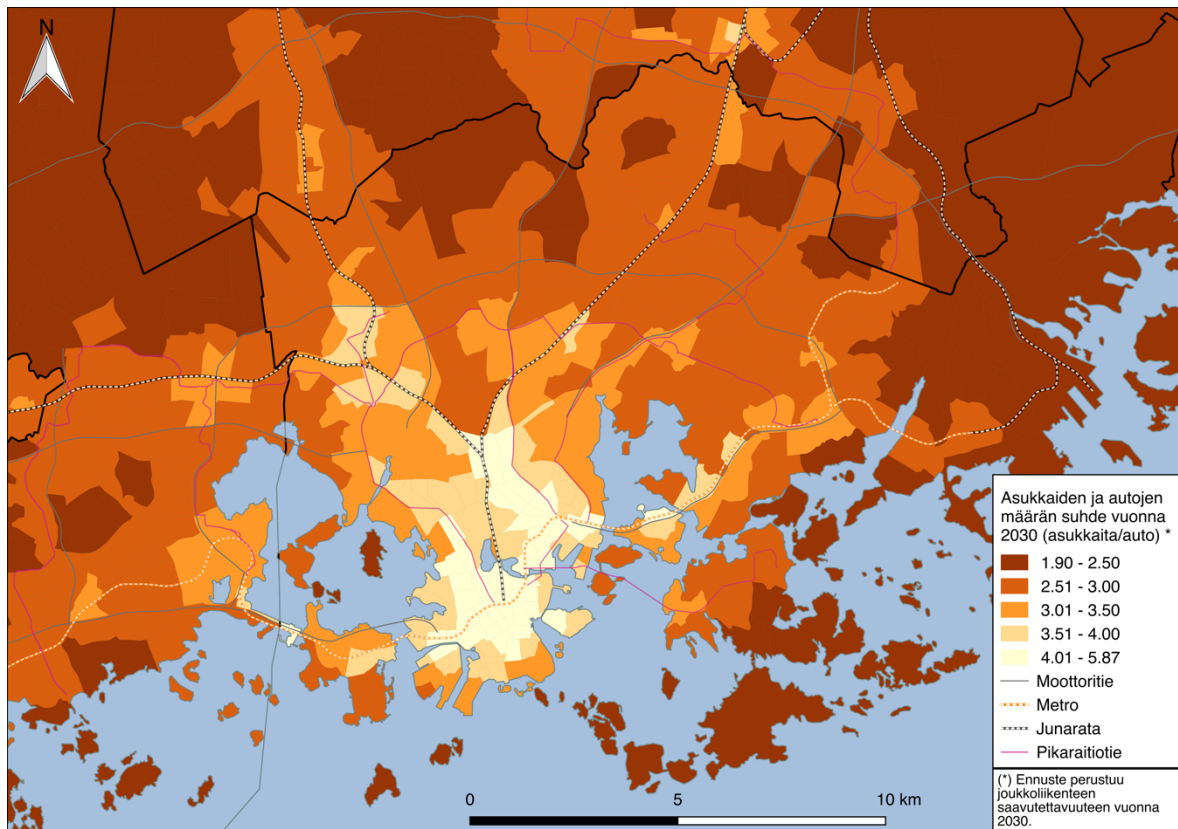 N
Asukkaiden ja autojen
määrän suhde vuonna
2030 (asukkaita/auto) *
1.90 - 2.50
2.51 - 3.00
3.01 - 3.50
3.51 - 4.00
4.01 - 5.87
Moottoritie
Metro
Junarata
Pikaraitiotie
(*) Ennuste perustuu
joukkoliikenteen
saavutettavuuteen vuonna
2030.
0 5 10 km